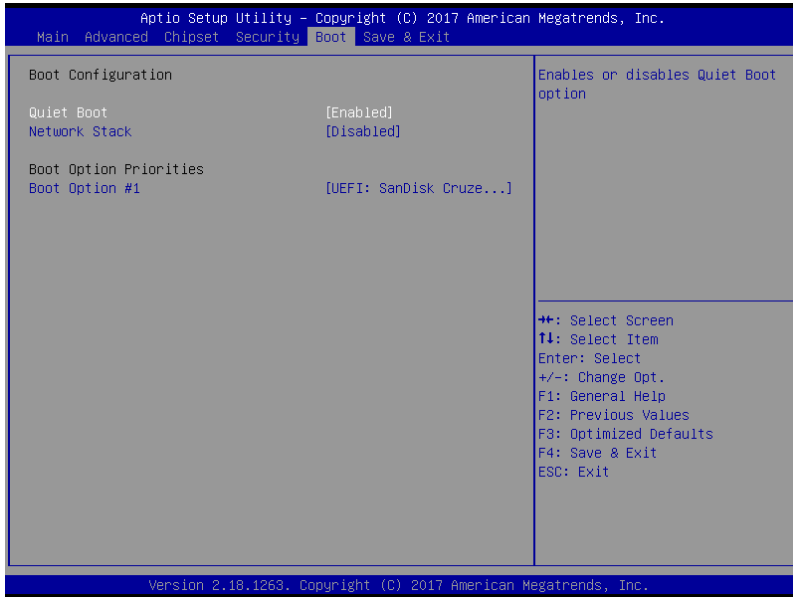 Aptio Setup Utility – Copyright (C) 2017 American Megatrends, Inc.
Main Advanced Chipset Security Boot Save & Exit
Boot Configuration
Quiet Boot [Enabled]
Network Stack [Disabled]
Boot Option Priorities
Boot Option #1 [UEFI: SanDisk Cruze...]
Enables or disables Quiet Boot
option
→←: Select Screen
↑↓: Select Item
Enter: Select
+/-: Change Opt.
F1: General Help
F2: Previous Values
F3: Optimized Defaults
F4: Save & Exit
ESC: Exit
Version 2.18.1263. Copyright (C) 2017 American Megatrends, Inc.